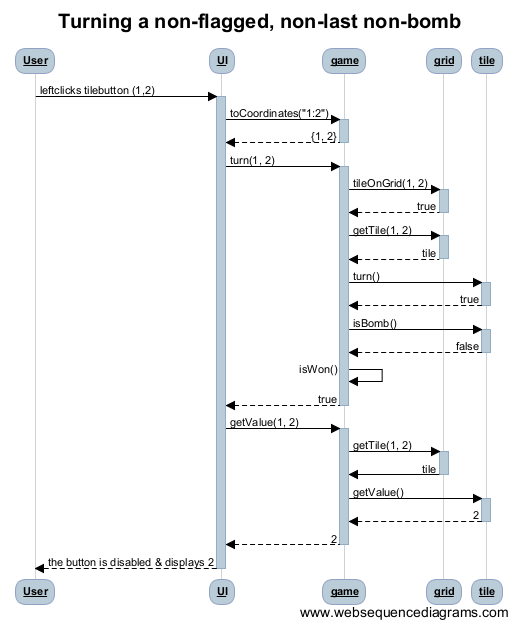 Turning a non-flagged, non-last non-bomb
User UI game grid tile
leftclicks tilebutton (1,2)
toCoordinates("1:2")
{1, 2}
turn(1, 2)
tileOnGrid(1, 2)
true
getTile(1, 2)
tile
turn()
true
isBomb()
false
isWon()
true
getValue(1, 2)
getTile(1, 2)
tile
getValue()
2
2
the button is disabled & displays 2
User UI game grid tile
www.websequencediagrams.com